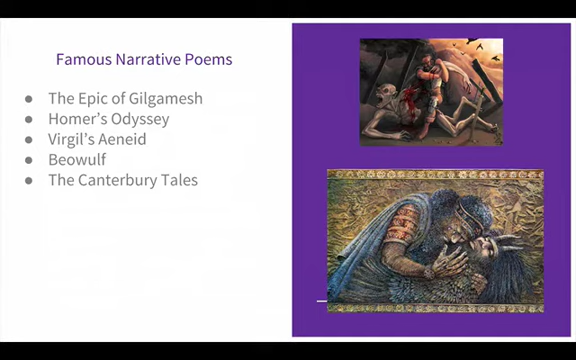 Famous Narrative Poems
● The Epic of Gilgamesh
● Homer's Odyssey
● Virgil's Aeneid
● Beowulf
● The Canterbury Tales